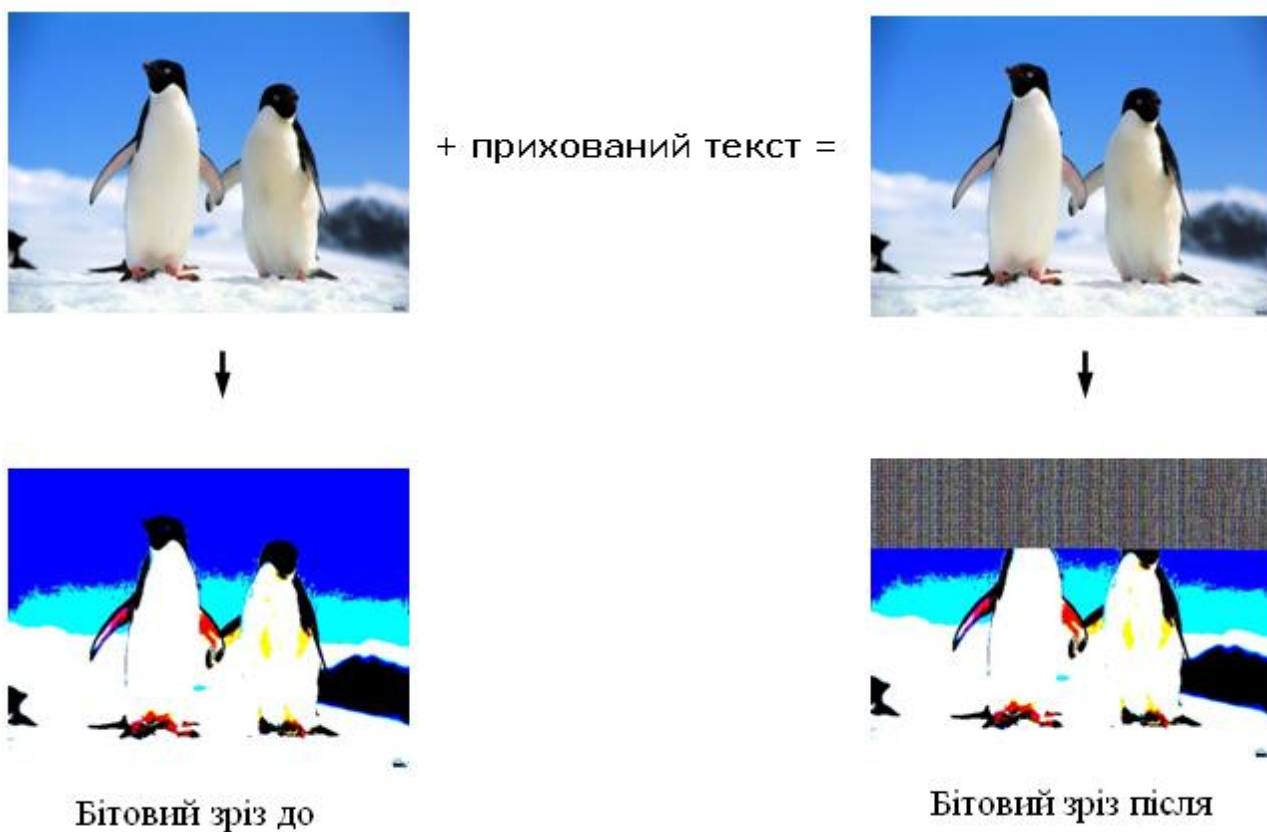 + прихований текст =
Бітовий зріз до
Бітовий зріз після